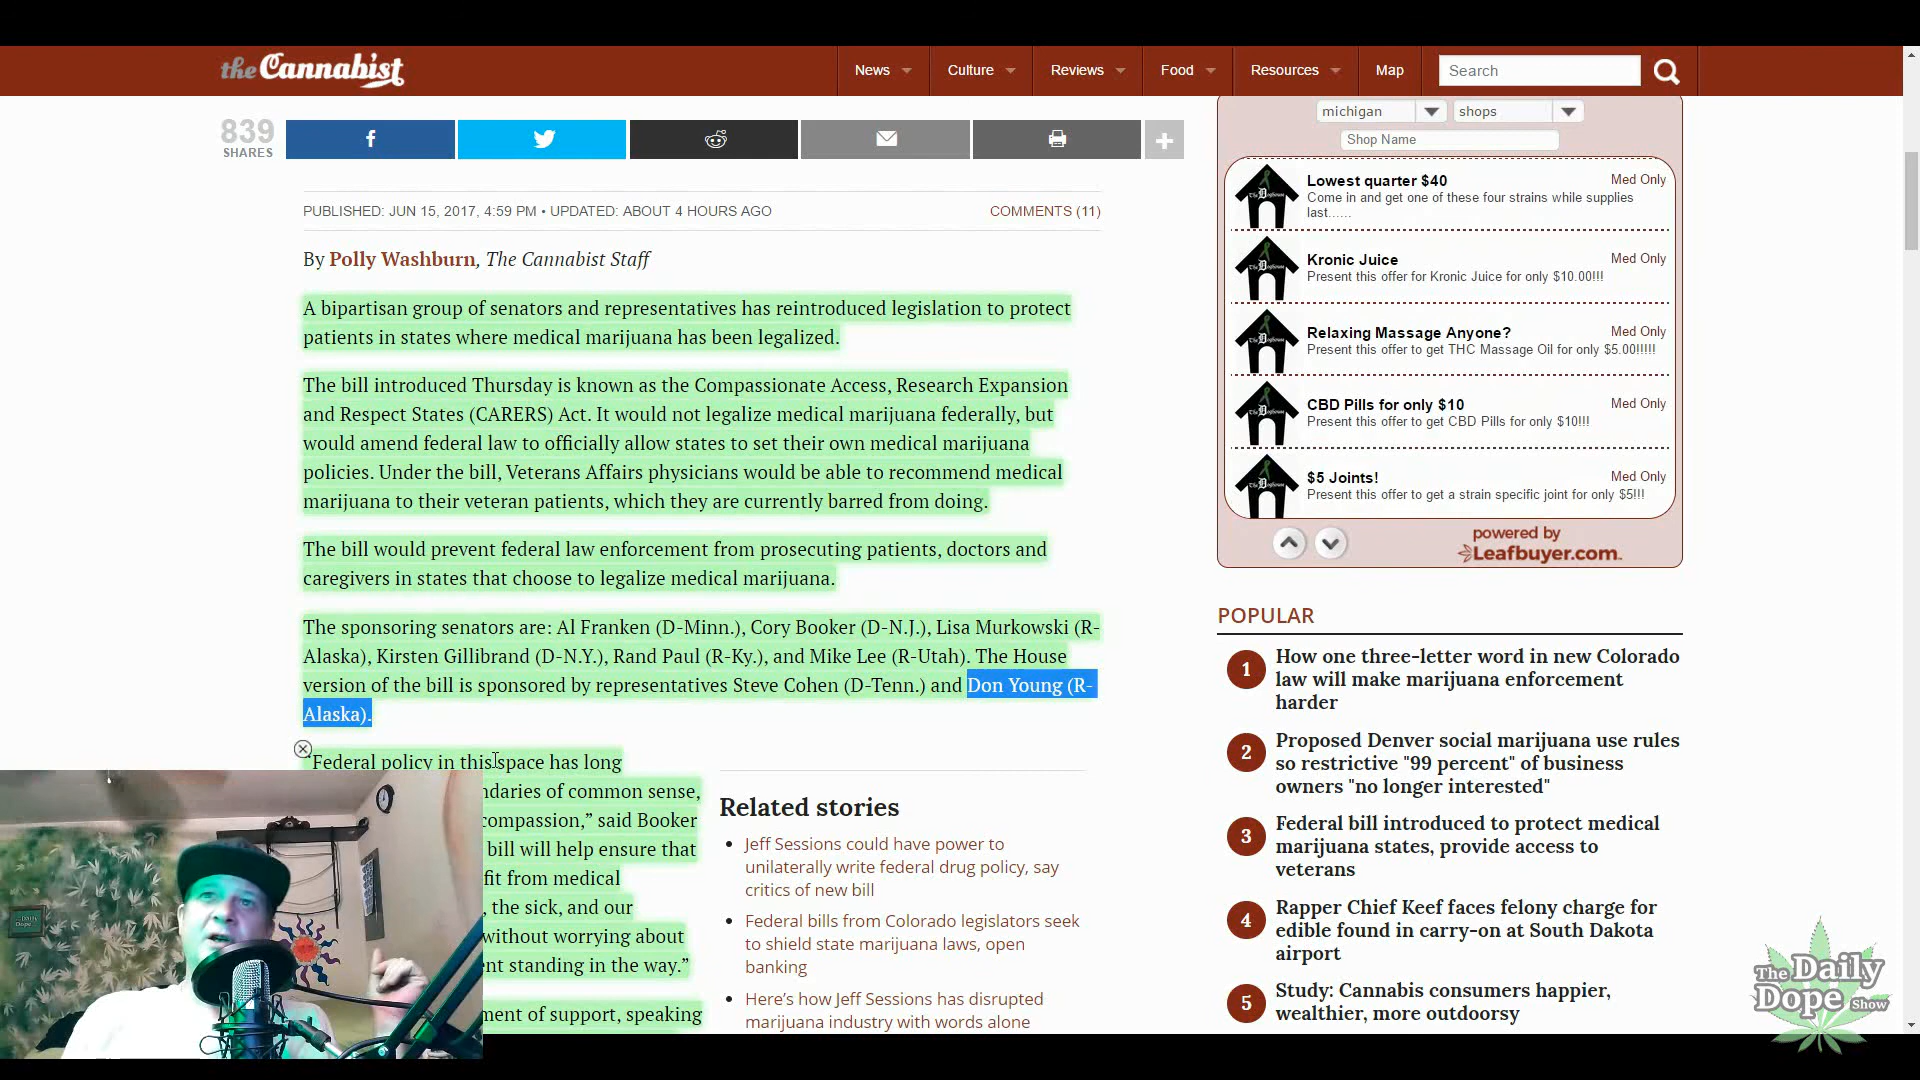 the Cannabist
News
Culture
Reviews
Food
Resources
Map
Search
839
SHARES
f
PUBLISHED: JUN 15, 2017, 4:59 PM • UPDATED: ABOUT 4 HOURS AGO
COMMENTS (11)
By Polly Washburn, The Cannabist Staff
A bipartisan group of senators and representatives has reintroduced legislation to protect
patients in states where medical marijuana has been legalized.
The bill introduced Thursday is known as the Compassionate Access, Research Expansion
and Respect States (CARERS) Act. It would not legalize medical marijuana federally, but
would amend federal law to officially allow states to set their own medical marijuana
policies. Under the bill, Veterans Affairs physicians would be able to recommend medical
marijuana to their veteran patients, which they are currently barred from doing.
The bill would prevent federal law enforcement from prosecuting patients, doctors and
caregivers in states that choose to legalize medical marijuana.
The sponsoring senators are: Al Franken (D-Minn.), Cory Booker (D-N.J.), Lisa Murkowski (R-
Alaska), Kirsten Gillibrand (D-N.Y.), Rand Paul (R-Ky.), and Mike Lee (R-Utah). The House
version of the bill is sponsored by representatives Steve Cohen (D-Tenn.) and Don Young (R-
Alaska).
“Federal policy in this space has long
ndaries of common sense,
compassion,” said Booker
bill will help ensure that
fit from medical
, the sick, and our
without worrying about
nt standing in the way.”
ment of support, speaking
Related stories
Jeff Sessions could have power to
unilaterally write federal drug policy, say
critics of new bill
Federal bills from Colorado legislators seek
to shield state marijuana laws, open
banking
Here’s how Jeff Sessions has disrupted
marijuana industry with words alone
michigan
shops
Shop Name
Lowest quarter $40
Med Only
Come in and get one of these four strains while supplies
last......
Kronic Juice
Med Only
Present this offer for Kronic Juice for only $10.00!!!
Relaxing Massage Anyone?
Med Only
Present this offer to get THC Massage Oil for only $5.00!!!!!
CBD Pills for only $10
Med Only
Present this offer to get CBD Pills for only $10!!!
$5 Joints!
Med Only
Present this offer to get a strain specific joint for only $5!!!
powered by
Leafbuyer.com
POPULAR
1
How one three-letter word in new Colorado
law will make marijuana enforcement
harder
2
Proposed Denver social marijuana use rules
so restrictive "99 percent" of business
owners "no longer interested"
3
Federal bill introduced to protect medical
marijuana states, provide access to
veterans
4
Rapper Chief Keef faces felony charge for
edible found in carry-on at South Dakota
airport
5
Study: Cannabis consumers happier,
wealthier, more outdoorsy
The Daily
Dope Show